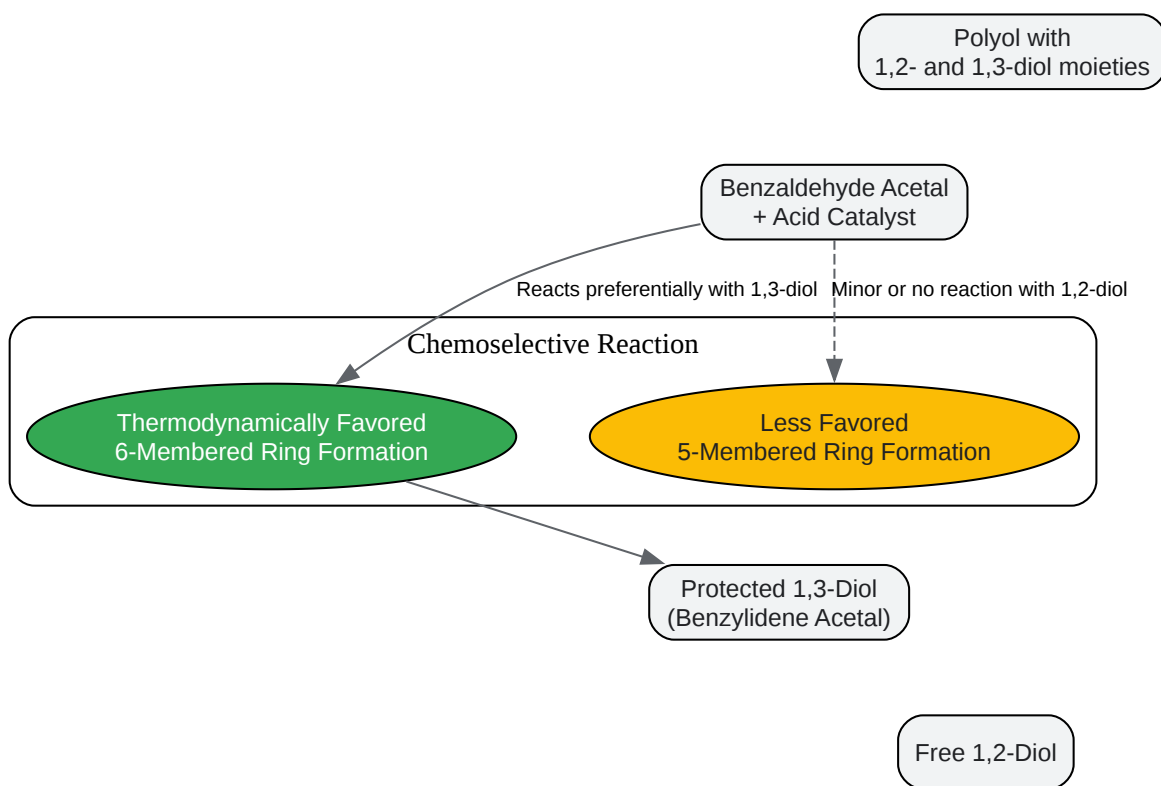 Polyol with
1,2- and 1,3-diol moieties
Benzaldehyde Acetal
+ Acid Catalyst
Reacts preferentially with 1,3-diol
Minor or no reaction with 1,2-diol
Chemoselective Reaction
Thermodynamically Favored
6-Membered Ring Formation
Less Favored
5-Membered Ring Formation
Protected 1,3-Diol
(Benzylidene Acetal)
Free 1,2-Diol